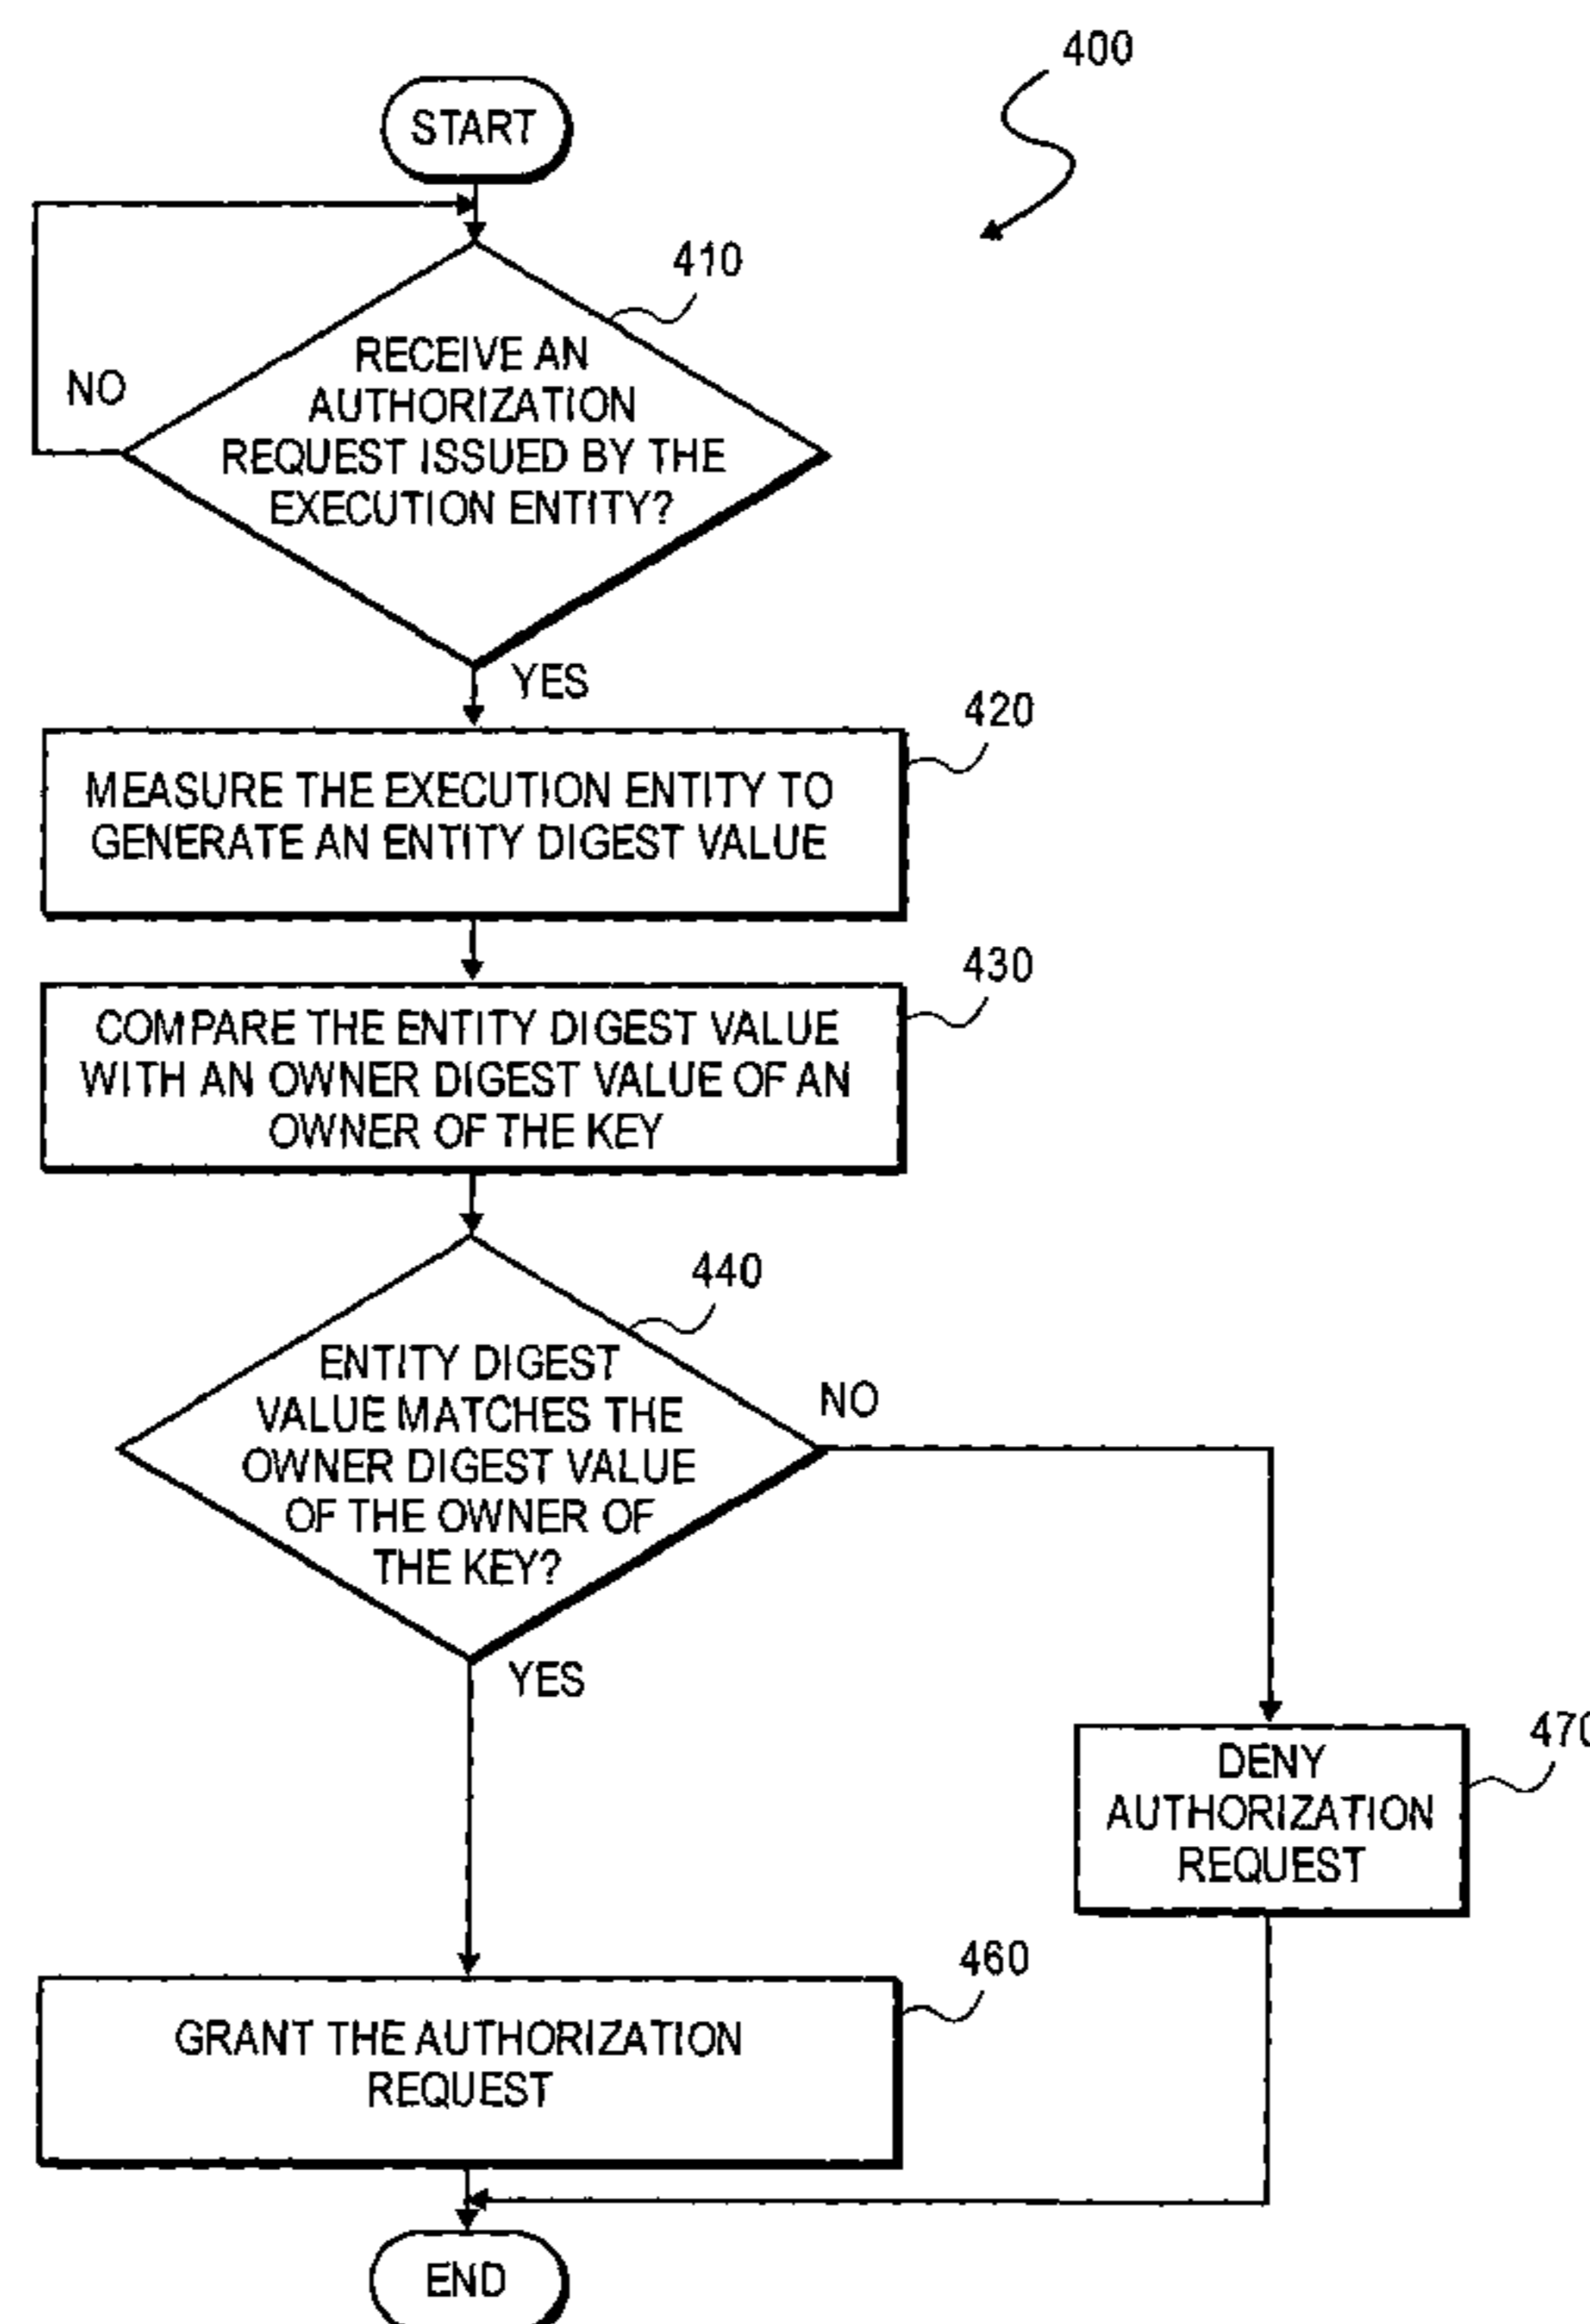 400
START
410
RECEIVE AN
AUTHORIZATION
REQUEST ISSUED BY THE
EXECUTION ENTITY?
NO
YES
420
MEASURE THE EXECUTION ENTITY TO
GENERATE AN ENTITY DIGEST VALUE
430
COMPARE THE ENTITY DIGEST VALUE
WITH AN OWNER DIGEST VALUE OF AN
OWNER OF THE KEY
440
ENTITY DIGEST
VALUE MATCHES THE
OWNER DIGEST VALUE
OF THE OWNER OF
THE KEY?
NO
YES
470
DENY
AUTHORIZATION
REQUEST
460
GRANT THE AUTHORIZATION
REQUEST
END